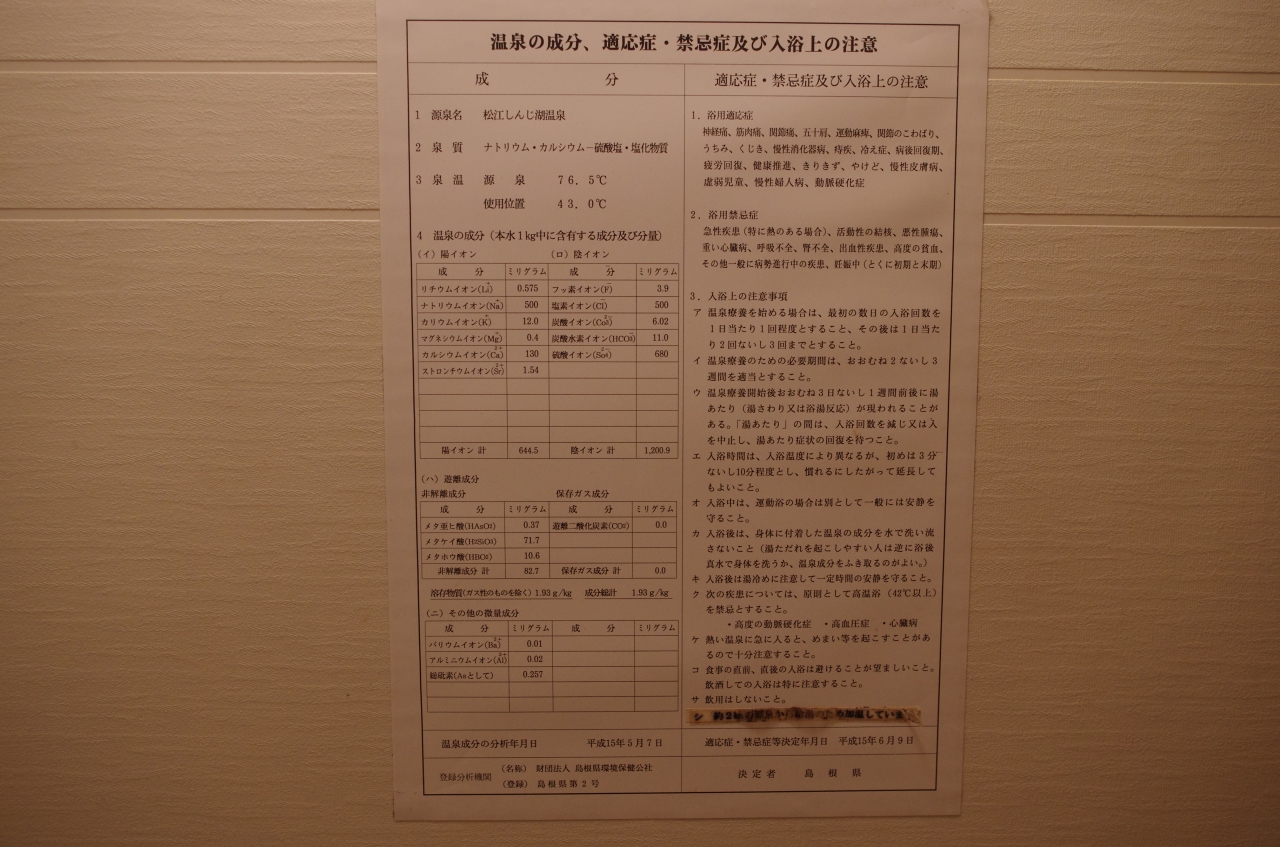 温泉の成分、適応症・禁忌症及び入浴上の注意
成 分
1 源泉名 松江しんじ湖温泉
2 泉質 ナトリウム・カルシウム－硫酸塩・塩化物質
3 泉温 源泉 76.5℃
使用位置 43.0℃
4 温泉の成分（本水1kg中に含有する成分及び分量）
（イ）陽イオン （ロ）陰イオン
成 分 ミリグラム 成 分 ミリグラム
リチウムイオン(Li+) 0.575 フッ素イオン(F−) 3.9
ナトリウムイオン(Na+) 500 塩素イオン(Cl−) 500
カリウムイオン(K+) 12.0 炭酸イオン(Co3 2−) 6.02
マグネシウムイオン(Mg+) 0.4 炭酸水素イオン(HCO3−) 11.0
カルシウムイオン(Ca2+) 130 硫酸イオン(So4 2−) 680
ストロンチウムイオン(Sr2+) 1.54
陽イオン 計 644.5 陰イオン 計 1,200.9
（ハ）遊離成分
非解離成分 保存ガス成分
成 分 ミリグラム 成 分 ミリグラム
メタ亜ヒ酸(HAsO2) 0.37 遊離二酸化炭素(CO2) 0.0
メタケイ酸(H2SiO3) 71.7
メタホウ酸(HBO2) 10.6
非解離成分 計 82.7 保存ガス成分 計 0.0
溶存物質(ガス性のものを除く) 1.93 g/kg 成分総計 1.93 g/kg
（ニ）その他の微量成分
成 分 ミリグラム 成 分 ミリグラム
バリウムイオン(Ba2+) 0.01
アルミニウムイオン(Al3+) 0.02
総砒素(Asとして) 0.257
温泉成分の分析年月日 平成15年5月7日
登録分析機関 （名称） 財団法人 島根県環境保健公社
（登録） 島根県第2号
適応症・禁忌症及び入浴上の注意
1．浴用適応症
神経痛、筋肉痛、関節痛、五十肩、運動麻痺、関節のこわばり、
うちみ、くじき、慢性消化器病、痔疾、冷え症、病後回復期、
疲労回復、健康推進、きりきず、やけど、慢性皮膚病、
虚弱児童、慢性婦人病、動脈硬化症
2．浴用禁忌症
急性疾患（特に熱のある場合）、活動性の結核、悪性腫瘍、
重い心臓病、呼吸不全、腎不全、出血性疾患、高度の貧血、
その他一般に病勢進行中の疾患、妊娠中（とくに初期と末期）
3．入浴上の注意事項
ア 温泉療養を始める場合は、最初の数日の入浴回数を
1日当たり1回程度とすること、その後は1日当た
り2回ないし3回までとすること。
イ 温泉療養のための必要期間は、おおむね2ないし3
週間を適当とすること。
ウ 温泉療養開始後おおむね3日ないし1週間前後に湯
あたり（湯さわり又は浴湯反応）が現われることが
ある。「湯あたり」の間は、入浴回数を減じ又は入
を中止し、湯あたり症状の回復を待つこと。
エ 入浴時間は、入浴温度により異なるが、初めは3分
ないし10分程度とし、慣れるにしたがって延長して
もよいこと。
オ 入浴中は、運動浴の場合は別として一般には安静を
守ること。
カ 入浴後は、身体に付着した温泉の成分を水で洗い流
さないこと（湯ただれを起こしやすい人は逆に浴後
真水で身体を洗うか、温泉成分をふき取るのがよい。）
キ 入浴後は湯冷めに注意して一定時間の安静を守ること。
ク 次の疾患については、原則として高温浴（42℃以上）
を禁忌とすること。
・高度の動脈硬化症 ・高血圧症 ・心臓病
ケ 熱い温泉に急に入ると、めまい等を起こすことがあ
るので十分注意すること。
コ 食事の直前、直後の入浴は避けることが望ましいこと。
飲酒しての入浴は特に注意すること。
サ 飲用はしないこと。
シ
適応症・禁忌症等決定年月日 平成15年6月9日
決定者 島根県